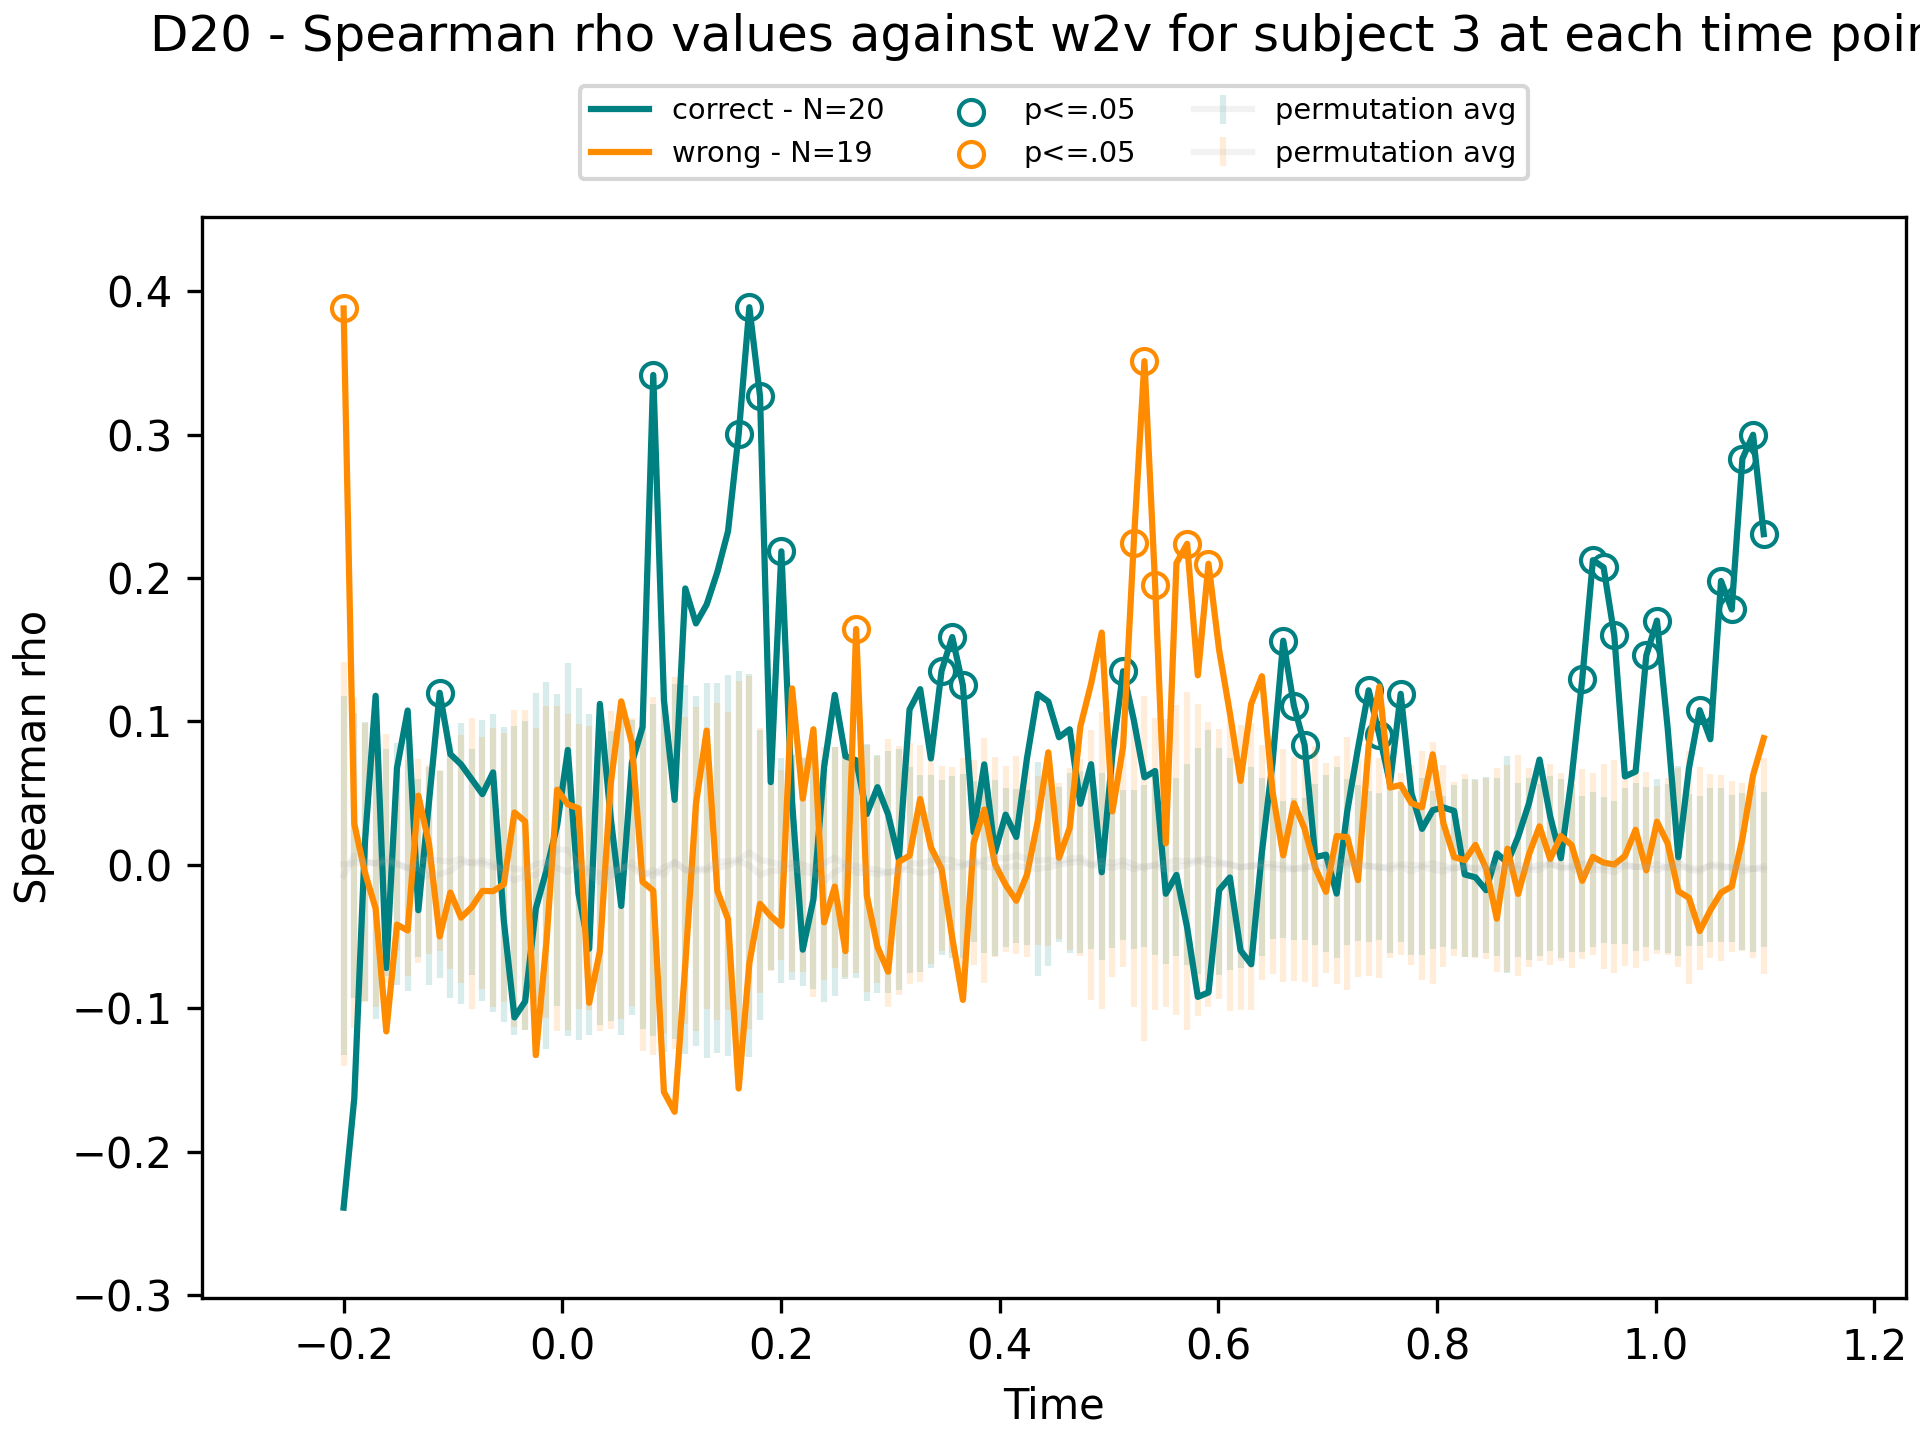 D20 - Spearman rho values against w2v for subject 3 at each time poin
correct - N=20
wrong - N=19
p<=.05
p<=.05
permutation avg
permutation avg
Spearman rho
0.4
0.3
0.2
0.1
0.0
−0.1
−0.2
−0.3
−0.2
0.0
0.2
0.4
0.6
0.8
1.0
1.2
Time